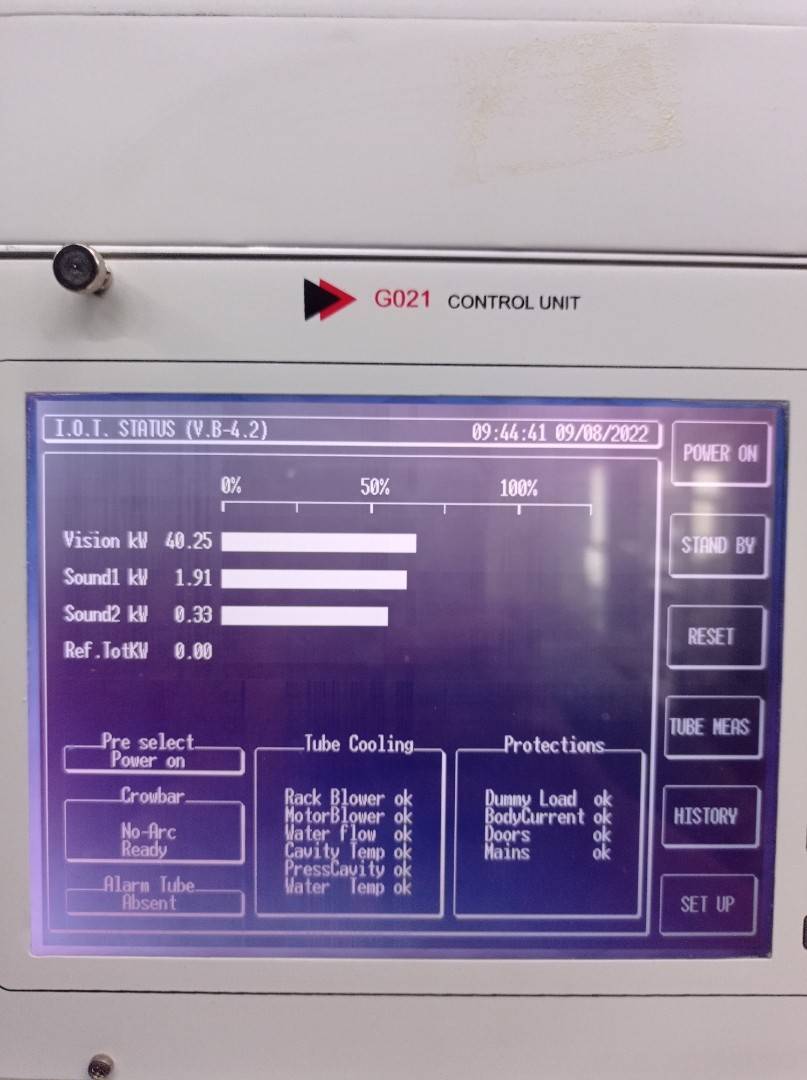 G021 CONTROL UNIT
I.O.T. STATUS (V.B-4.2) 09:44:41 09/08/2022
POWER ON
0% 50% 100%
Vision kW 40.25
STAND BY
Sound1 kW 1.91
Sound2 kW 0.33
RESET
Ref.TotKW 0.00
TUBE MEAS
Pre select
Power on
Crowbar
No-Arc
Ready
Alarm Tube
Absent
Tube Cooling
Rack Blower ok
MotorBlower ok
Water flow ok
Cavity Temp ok
PressCavity ok
Water Temp ok
Protections
Dummy Load ok
BodyCurrent ok
Doors ok
Mains ok
HISTORY
SET UP